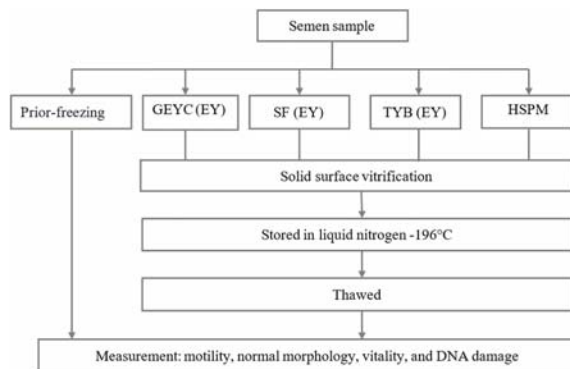 Semen sample
Prior-freezing
GEYC (EY)
SF (EY)
TYB (EY)
HSPM
Solid surface vitrification
Stored in liquid nitrogen -196°C
Thawed
Measurement: motility, normal morphology, vitality, and DNA damage